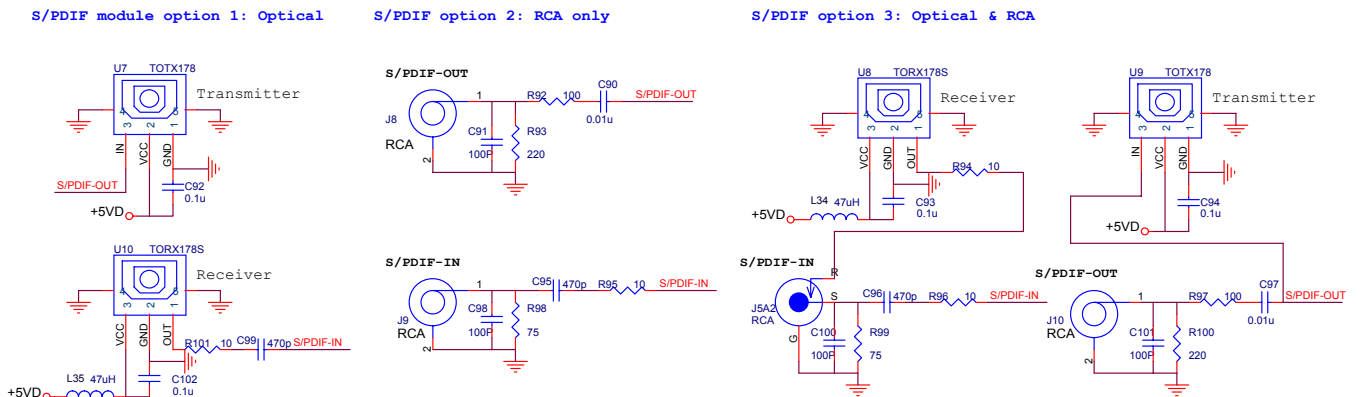 S/PDIF module option 1: Optical
S/PDIF option 2: RCA only
S/PDIF option 3: Optical & RCA
U7 TOTX178
Transmitter
4 5
3 2 1
IN VCC GND
S/PDIF-OUT
C92
0.1u
+5VD
U10 TORX178S
Receiver
4 5
3 2 1
VCC GND OUT
R101 10
C99 470p
S/PDIF-IN
L35 47uH
C102
0.1u
+5VD
S/PDIF-OUT
1
J8
RCA
2
C91
100P
R92 100
R93
220
C90
0.01u
S/PDIF-OUT
S/PDIF-IN
1
J9
RCA
2
C98
100P
C95 470p
R98
75
R95 10
S/PDIF-IN
U8 TORX178S
Receiver
4 5
3 2 1
VCC GND OUT
R94 10
L34 47uH
+5VD
C93
0.1u
U9 TOTX178
Transmitter
4 5
3 2 1
IN VCC GND
C94
0.1u
+5VD
S/PDIF-IN
R
S
G
J5A2
RCA
C100
100P
C96 470p
R99
75
R96 10
S/PDIF-IN
S/PDIF-OUT
1
J10
RCA
2
C101
100P
R97 100
R100
220
C97
0.01u
S/PDIF-OUT